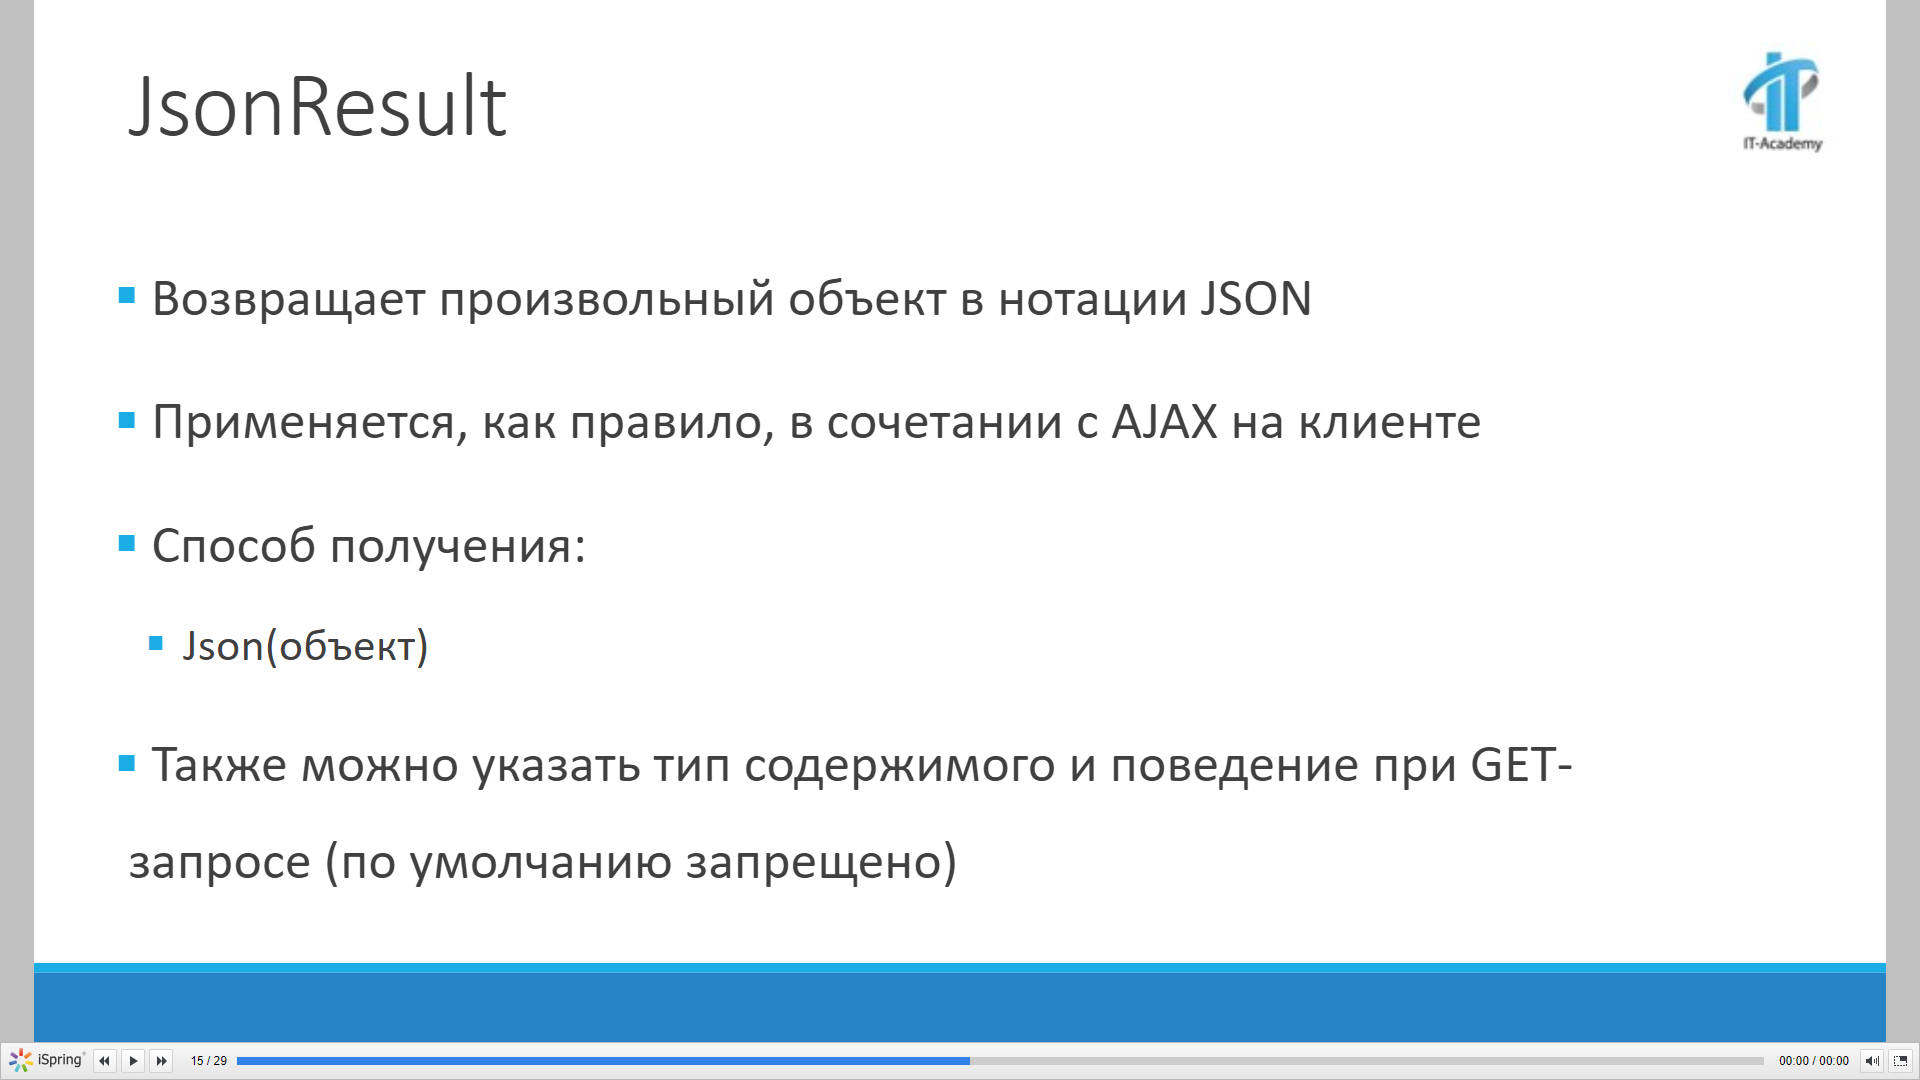 JsonResult
IT-Academy
Возвращает произвольный объект в нотации JSON
Применяется, как правило, в сочетании с AJAX на клиенте
Способ получения:
Json(объект)
Также можно указать тип содержимого и поведение при GET-
запросе (по умолчанию запрещено)
iSpring
15 / 29
00:00 / 00:00